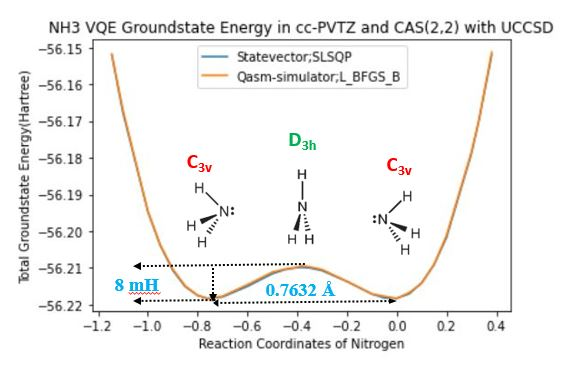 NH3 VQE Groundstate Energy in cc-PVTZ and CAS(2,2) with UCCSD
Total Groundstate Energy(Hartree)
−56.15
−56.16
−56.17
−56.18
−56.19
−56.20
−56.21
−56.22
Statevector;SLSQP
Qasm-simulator;L_BFGS_B
D3h
C3v
C3v
H
N:
H
H
H
N
H H
H
:N
H
H
8 mH
0.7632 Å
−1.2 −1.0 −0.8 −0.6 −0.4 −0.2 0.0 0.2 0.4
Reaction Coordinates of Nitrogen